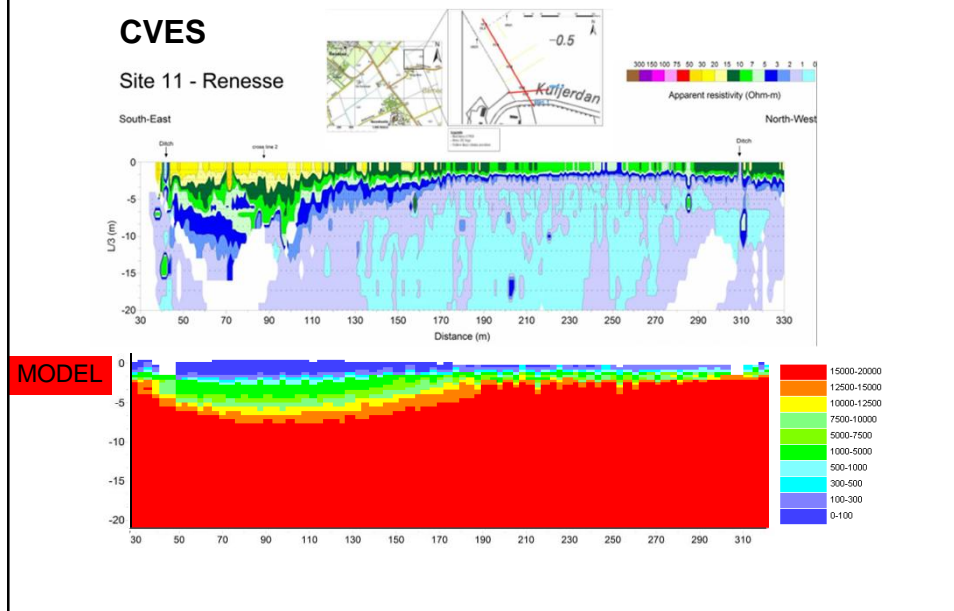 CVES
Site 11 - Renesse
N
N
-0.5
Kuijerdan
300 150 100 75 50 30 20 15 10 7 5 3 2 1 0
Apparent resistivity (Ohm-m)
South-East
North-West
Ditch
cross line 2
Ditch
0
-5
-10
-15
-20
L/3 (m)
30 50 70 90 110 130 150 170 190 210 230 250 270 290 310 330
Distance (m)
MODEL
0
-5
-10
-15
-20
30 50 70 90 110 130 150 170 190 210 230 250 270 290 310
15000-20000
12500-15000
10000-12500
7500-10000
5000-7500
1000-5000
500-1000
300-500
100-300
0-100